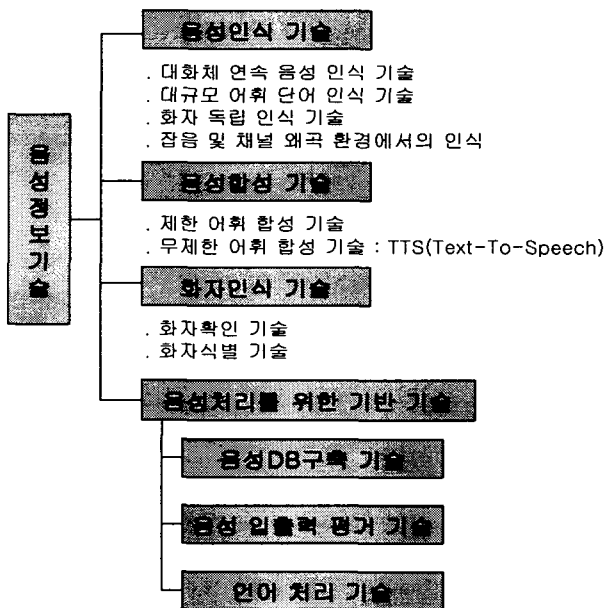 음성정보기술
음성인식 기술
. 대화체 연속 음성 인식 기술
. 대규모 어휘 단어 인식 기술
. 화자 독립 인식 기술
. 잡음 및 채널 왜곡 환경에서의 인식
음성합성 기술
. 제한 어휘 합성 기술
. 무제한 어휘 합성 기술 : TTS(Text-To-Speech)
화자인식 기술
. 화자확인 기술
. 화자식별 기술
음성처리를 위한 기반 기술
음성DB구축 기술
음성 입출력 평가 기술
언어 처리 기술